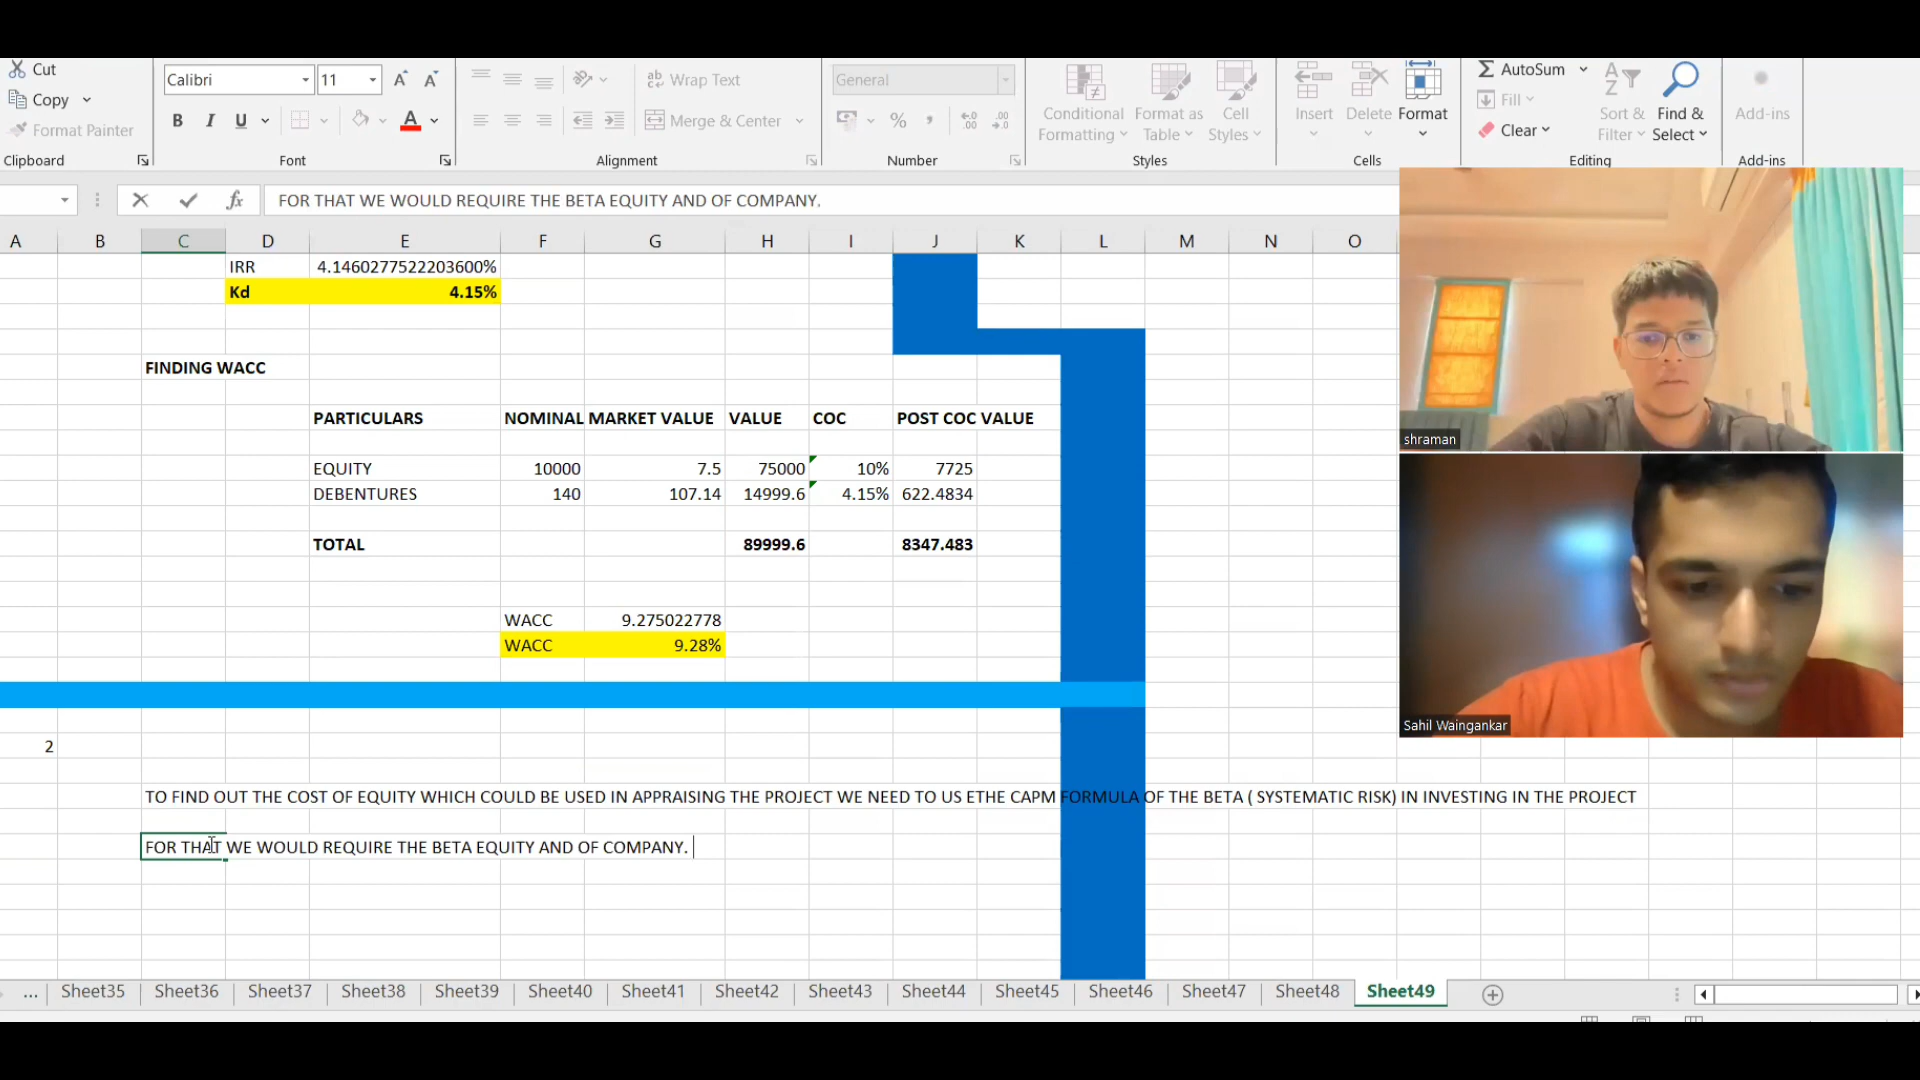 Cut
Calibri
11
Wrap Text
General
Conditional Formatting
Format as Table
Cell Styles
Insert
Delete
Format
AutoSum
Fill
Clear
Sort & Filter
Find & Select
Add-ins
Copy
Format Painter
B I U
A
Merge & Center
%
Clipboard
Font
Alignment
Number
Styles
Cells
Editing
Add-ins
fx FOR THAT WE WOULD REQUIRE THE BETA EQUITY AND OF COMPANY.
A B C D E F G H I J K L M N O
IRR 4.1460277522203600%
Kd 4.15%
FINDING WACC
PARTICULARS NOMINAL MARKET VALUE VALUE COC POST COC VALUE
EQUITY 10000 7.5 75000 10% 7725
DEBENTURES 140 107.14 14999.6 4.15% 622.4834
TOTAL 89999.6 8347.483
WACC 9.275022778
WACC 9.28%
2
TO FIND OUT THE COST OF EQUITY WHICH COULD BE USED IN APPRAISING THE PROJECT WE NEED TO US ETHE CAPM FORMULA OF THE BETA ( SYSTEMATIC RISK) IN INVESTING IN THE PROJECT
FOR THAT WE WOULD REQUIRE THE BETA EQUITY AND OF COMPANY.
shraman
Sahil Waingankar
... Sheet35 Sheet36 Sheet37 Sheet38 Sheet39 Sheet40 Sheet41 Sheet42 Sheet43 Sheet44 Sheet45 Sheet46 Sheet47 Sheet48 Sheet49